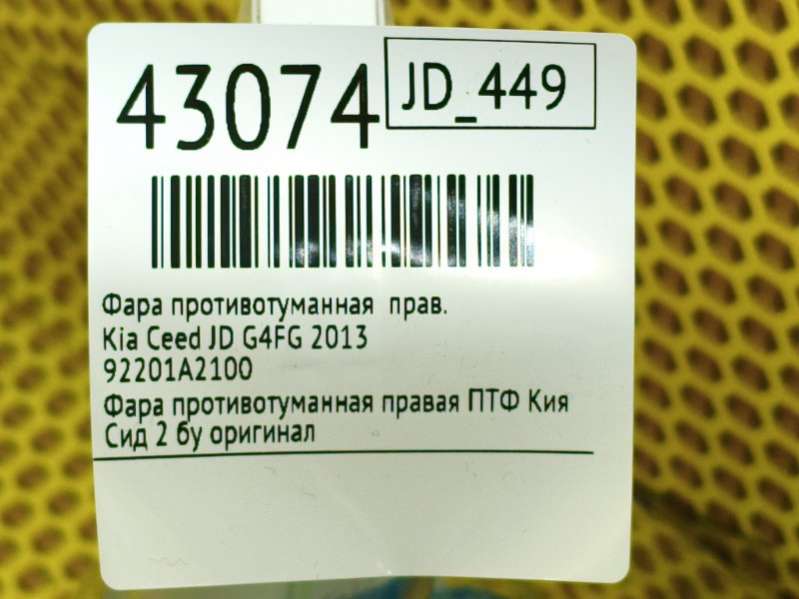 43074
JD_449
Фара противотуманная прав.
Kia Ceed JD G4FG 2013
92201A2100
Фара противотуманная правая ПТФ Кия
Сид 2 бу оригинал